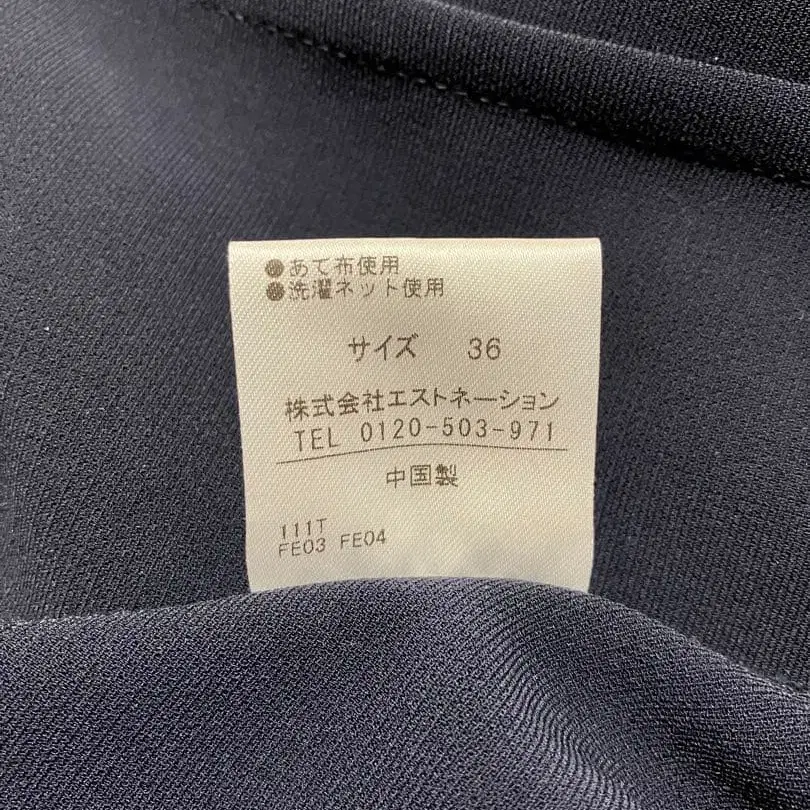 ●あて布使用
●洗濯ネット使用
サイズ 36
株式会社エストネーション
TEL 0120-503-971
中国製
111T
FE03 FE04